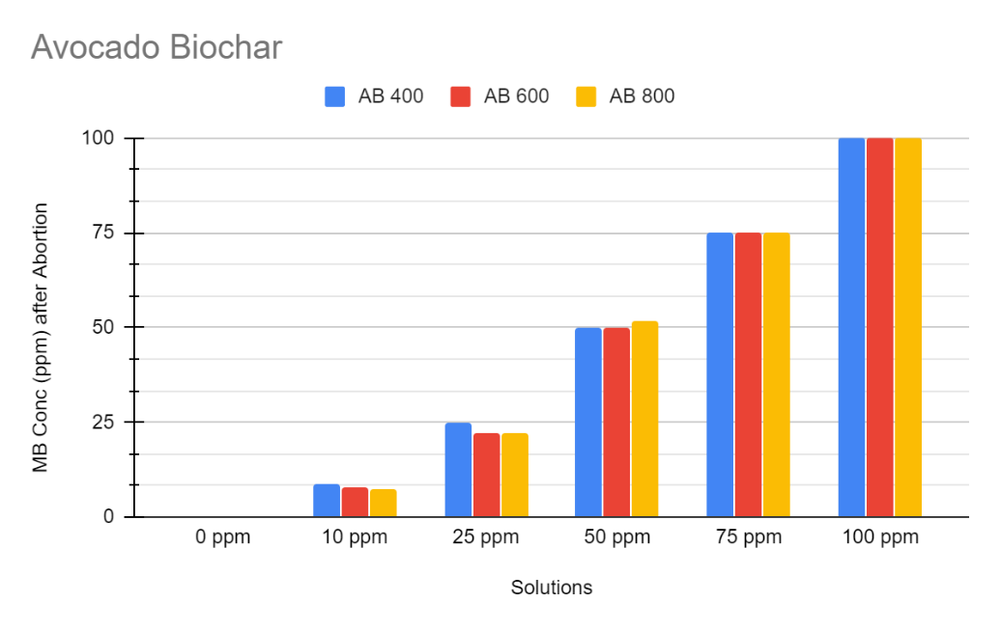 Avocado Biochar
AB 400 AB 600 AB 800
100
75
50
25
0
MB Conc (ppm) after Abortion
0 ppm 10 ppm 25 ppm 50 ppm 75 ppm 100 ppm
Solutions